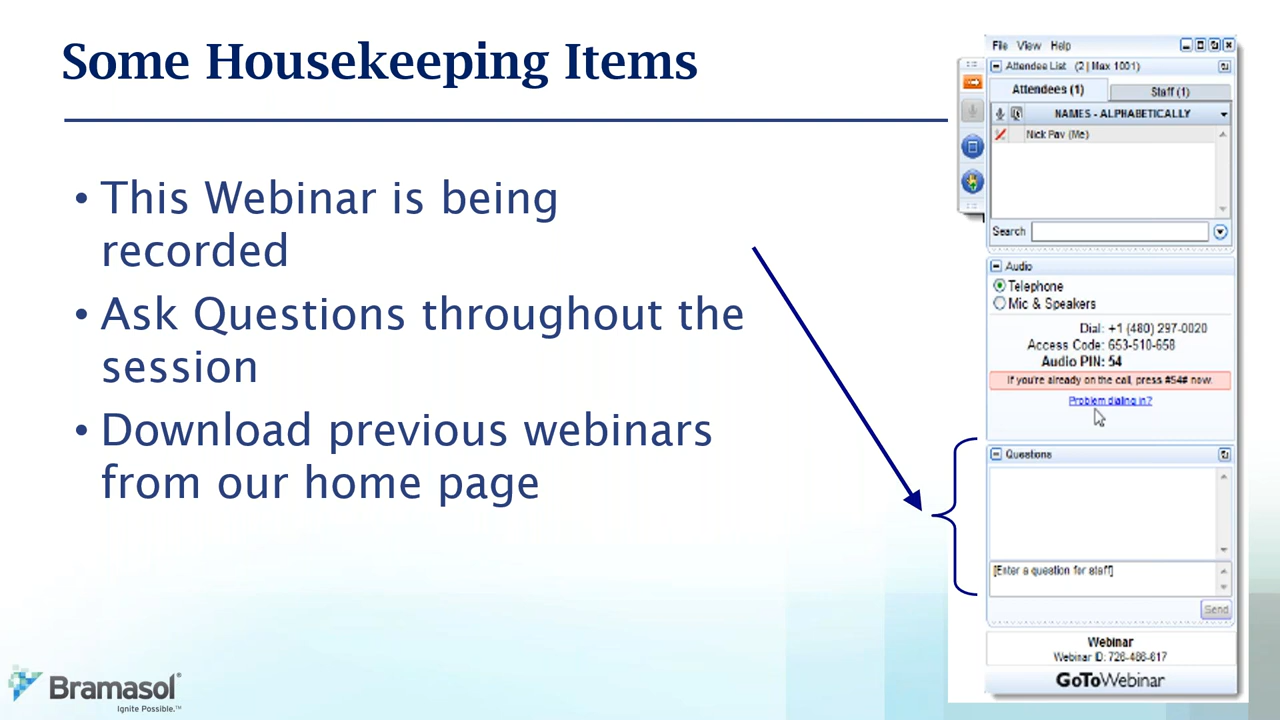 Some Housekeeping Items
• This Webinar is being
recorded
• Ask Questions throughout the
session
• Download previous webinars
from our home page
File View Help
Attendee List (2 | Max 1001)
Attendees (1)
Staff (1)
NAMES - ALPHABETICALLY
Nick Pav (Me)
Search
Audio
Telephone
Mic & Speakers
Dial: +1 (480) 297-0020
Access Code: 653-510-658
Audio PIN: 54
If you're already on the call, press #54# now.
Problem dialing in?
Questions
[Enter a question for staff]
Send
Webinar
Webinar ID: 726-466-617
GoToWebinar
Bramasol®
Ignite Possible.™